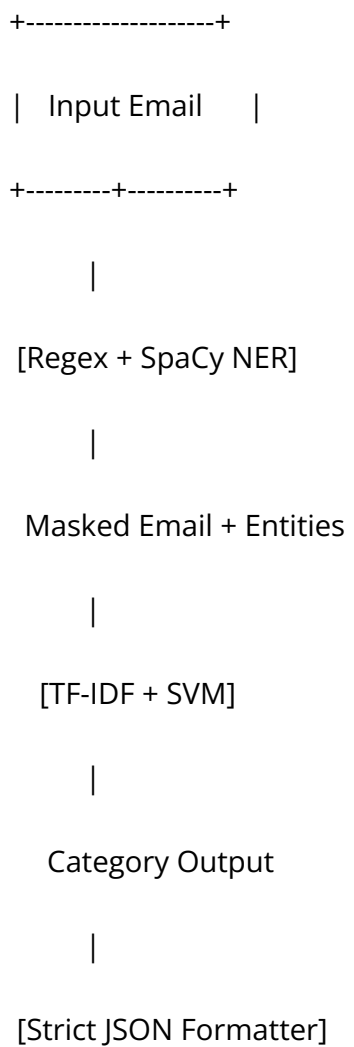 +--------------------+
|   Input Email      |
+---------+----------+
|
[Regex + SpaCy NER]
|
Masked Email + Entities
|
[TF-IDF + SVM]
|
Category Output
|
[Strict JSON Formatter]